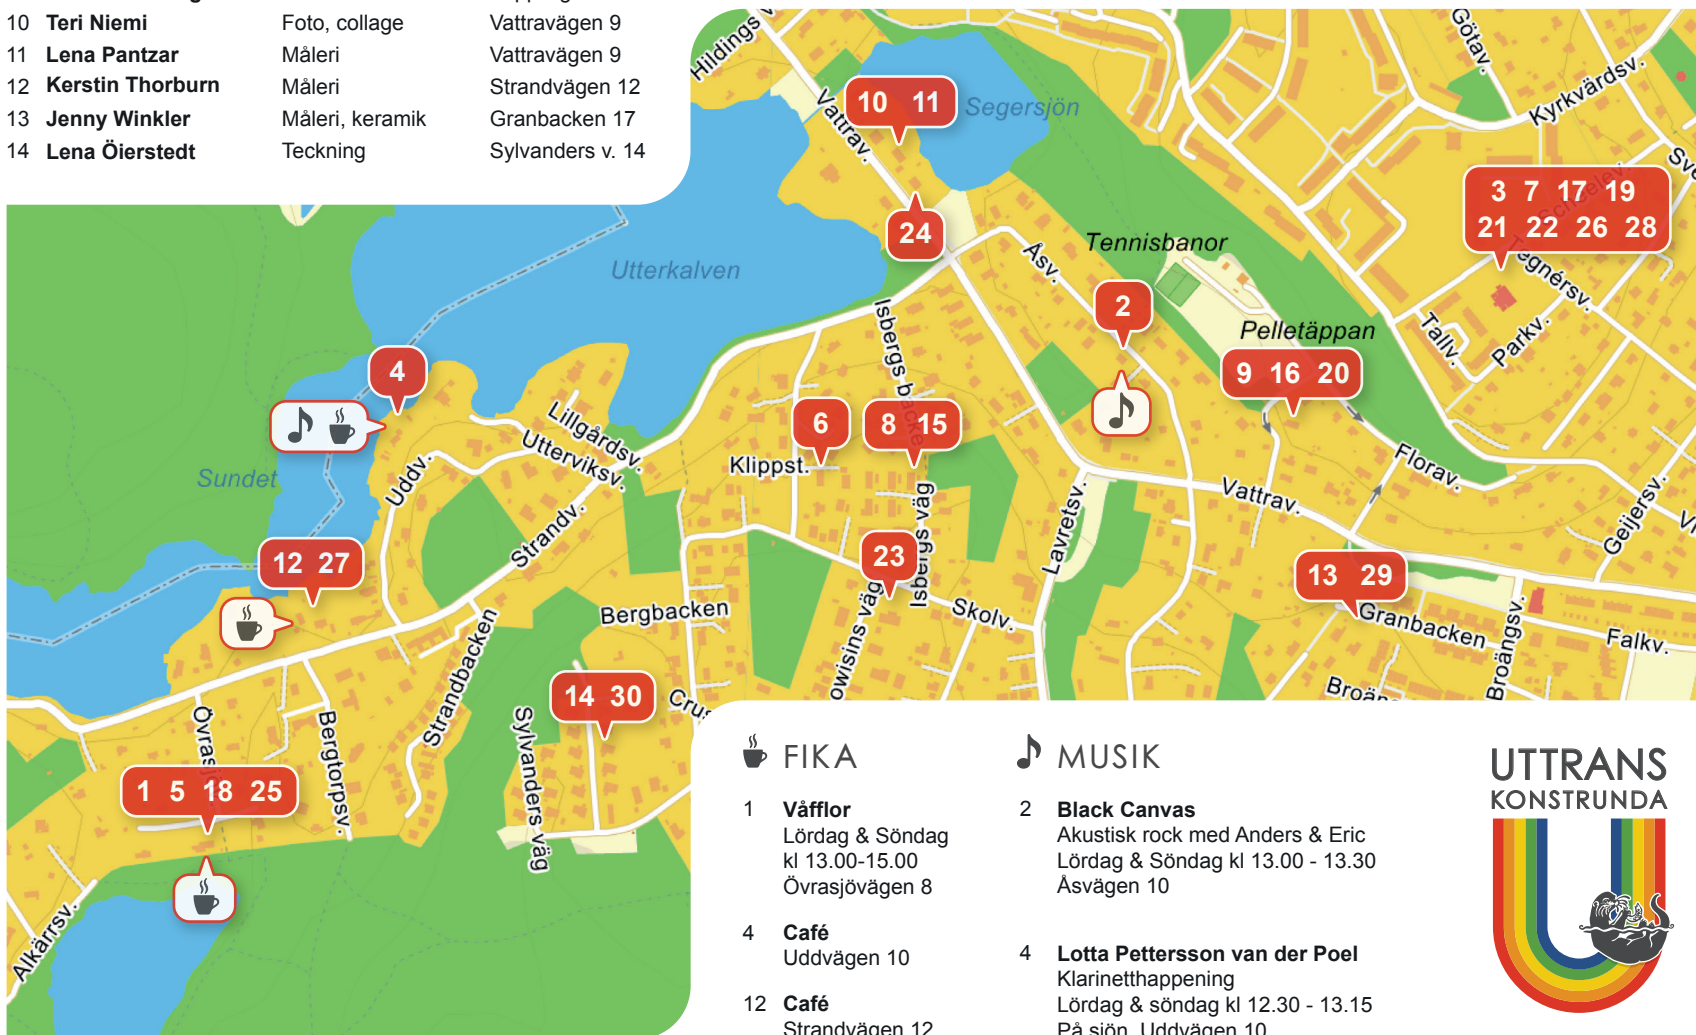 10 Teri Niemi Foto, collage Vattravägen 9
11 Lena Pantzar Måleri Vattravägen 9
12 Kerstin Thorburn Måleri Strandvägen 12
13 Jenny Winkler Måleri, keramik Granbacken 17
14 Lena Öierstedt Teckning Sylvanders v. 14
Hildings v
Götav.
Kyrkvärdsv.
Vattrav.
10 11
Segersjön
3 7 17 19
21 22 26 28
Tegnérsv.
24
Åsv.
Tennisbanor
Utterkalven
2
Isbergs backe
Pelletäppan
Tallv.
Parkv.
4
9 16 20
6
8 15
Lillgårdsv.
Utterviksv.
Klippst.
Sundet
Uddv.
Florav.
Vattrav.
Geijersv.
Strandv.
Isbergs väg
Lavretsv.
12 27
23
13 29
Bergbacken
Skolv.
Granbacken
Broängsv.
Falkv.
owisins väg
Strandbacken
14 30
Crus
Broän
Övrasj
Bergtorpsv.
Sylvanders väg
1 5 18 25
Alkärrsv.
FIKA
1 Våfflor
Lördag & Söndag
kl 13.00-15.00
Övrasjövägen 8
4 Café
Uddvägen 10
12 Café
Strandvägen 12
MUSIK
2 Black Canvas
Akustisk rock med Anders & Eric
Lördag & Söndag kl 13.00 - 13.30
Åsvägen 10
4 Lotta Pettersson van der Poel
Klarinetthappening
Lördag & söndag kl 12.30 - 13.15
På sjön, Uddvägen 10
UTTRANS
KONSTRUNDA